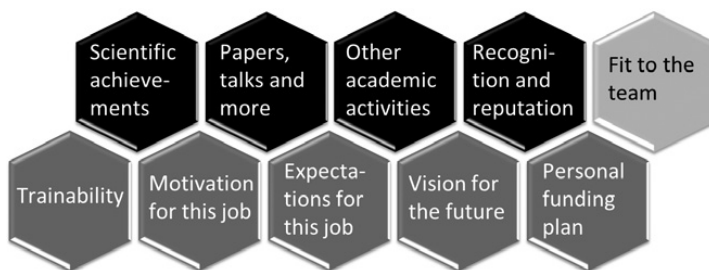 Scientific
achieve-
ments
Papers,
talks and
more
Other
academic
activities
Recogni-
tion and
reputation
Fit to the
team
Trainability
Motivation
for this job
Expecta-
tions for
this job
Vision for
the future
Personal
funding
plan